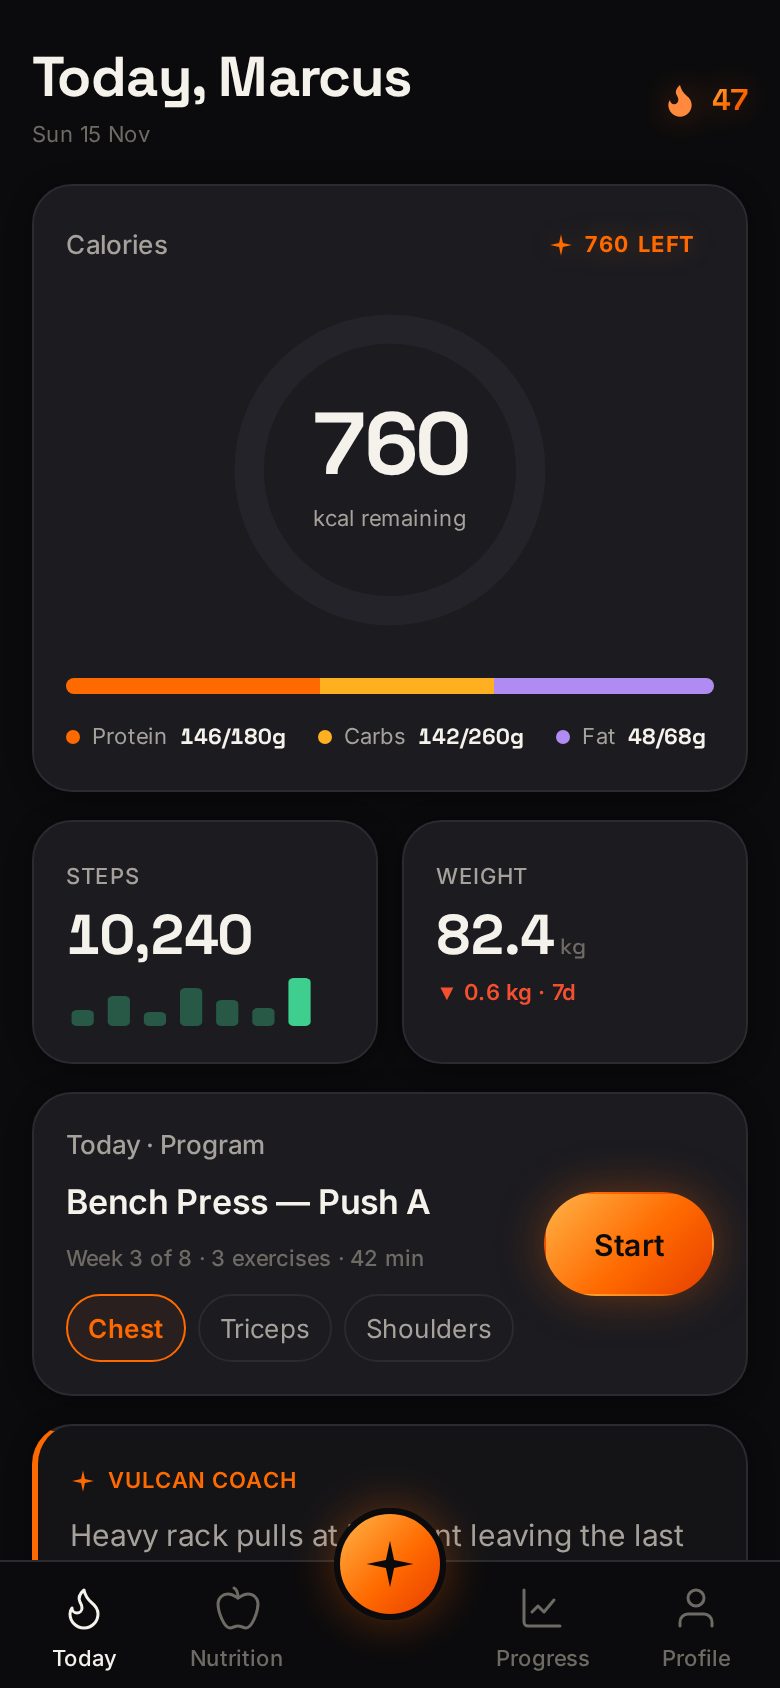 Today, Marcus
47
Sun 15 Nov
Calories
760 LEFT
760
kcal remaining
Protein 146/180g
Carbs 142/260g
Fat 48/68g
STEPS
10,240
WEIGHT
82.4 kg
▼ 0.6 kg · 7d
Today · Program
Bench Press — Push A
Week 3 of 8 · 3 exercises · 42 min
Start
Chest
Triceps
Shoulders
VULCAN COACH
Heavy rack pulls at leaving the last
Today
Nutrition
Progress
Profile